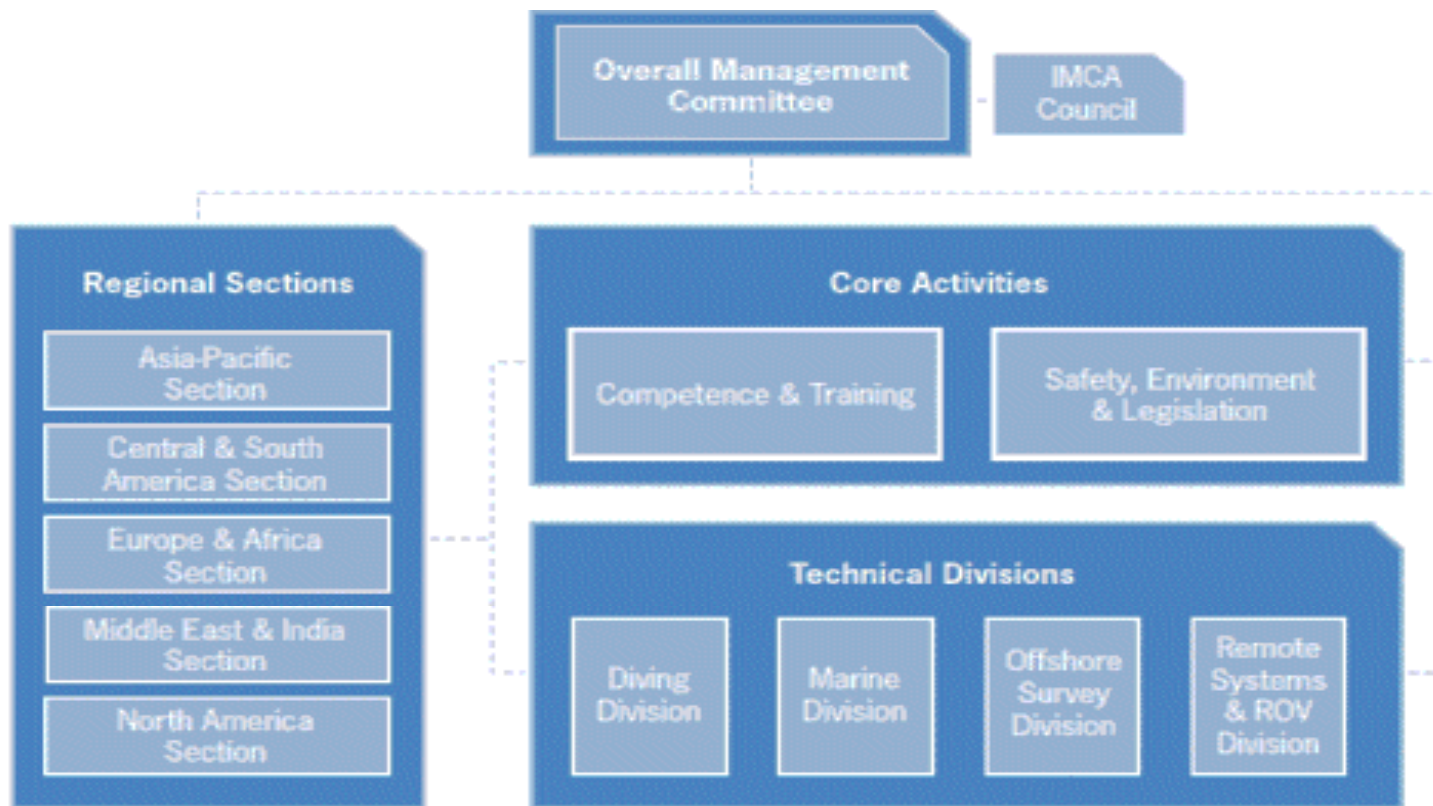 Overall Management
Committee
IMCA
Council
Regional Sections
Asia-Pacific
Section
Central & South
America Section
Europe & Africa
Section
Middle East & India
Section
North America
Section
Core Activities
Competence & Training
Safety, Environment
& Legislation
Technical Divisions
Diving
Division
Marine
Division
Offshore
Survey
Division
Remote
Systems
& ROV
Division